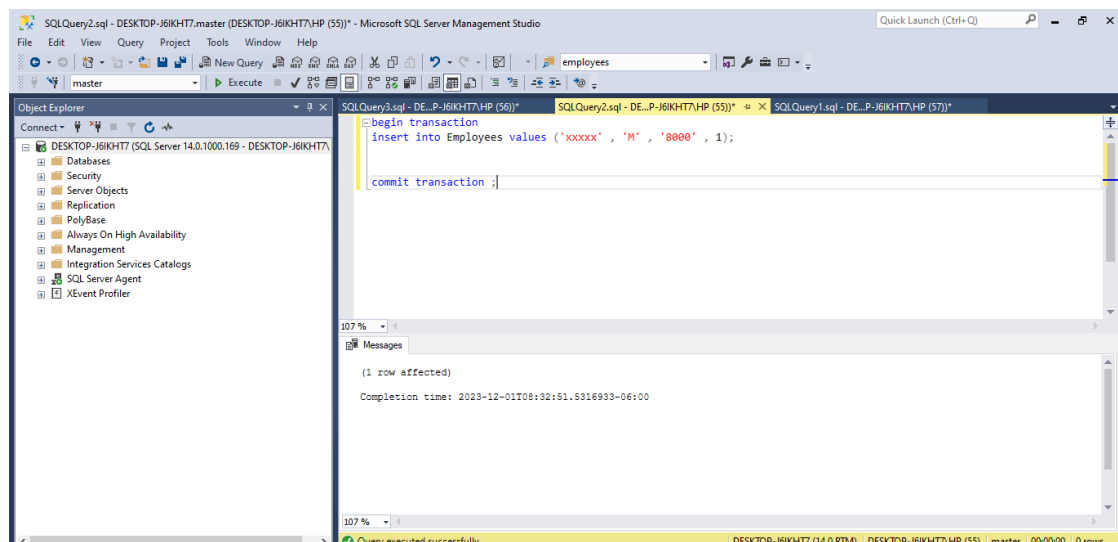 SQLQuery2.sql - DESKTOP-J6IKHT7.master (DESKTOP-J6IKHT7\HP (55))* - Microsoft SQL Server Management Studio
Quick Launch (Ctrl+Q)
File Edit View Query Project Tools Window Help
New Query employees
master Execute
Object Explorer
SQLQuery3.sql - DE...P-J6IKHT7\HP (56))* SQLQuery2.sql - DE...P-J6IKHT7\HP (55))* SQLQuery1.sql - DE...P-J6IKHT7\HP (57))*
Connect
DESKTOP-J6IKHT7 (SQL Server 14.0.1000.169 - DESKTOP-J6IKHT7\
Databases
Security
Server Objects
Replication
PolyBase
Always On High Availability
Management
Integration Services Catalogs
SQL Server Agent
XEvent Profiler
begin transaction
insert into Employees values ('xxxxx' , 'M' , '8000' , 1);
commit transaction ;
107 %
Messages
(1 row affected)
Completion time: 2023-12-01T08:32:51.5316933-06:00
107 %
Query executed successfully. DESKTOP-J6IKHT7 (14.0 RTM) DESKTOP-J6IKHT7\HP (55) master 00:00:00 0 rows